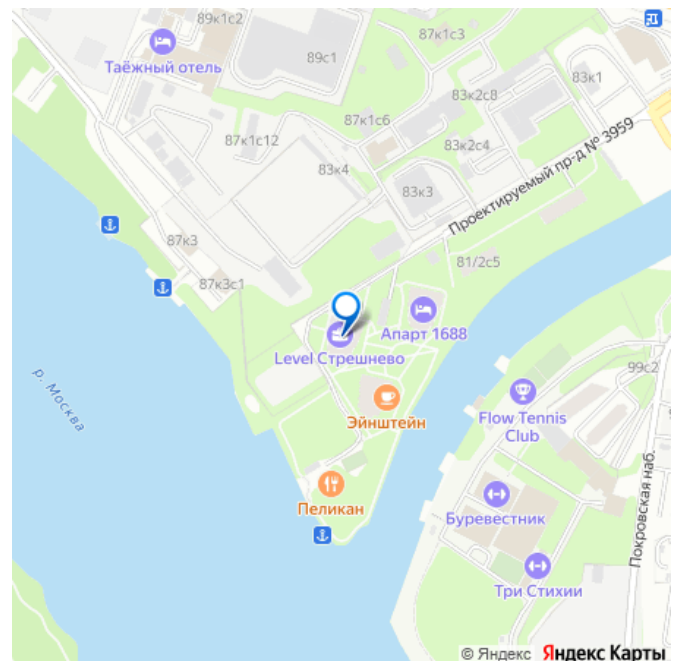 89к1с2
Таёжный отель
89с1
87к1с3
83к1
83к2с8
87к1с6
87к1с12
83к2с4
83к4
83к3
Проектируемый пр-д № 3959
87к3
87к3с1
81/2с5
Апарт 1688
Level Стрешнево
р. Москва
99с2
Эйнштейн
Flow Tennis
Club
Пеликан
Буревестник
Покровская наб.
Три Стихии
© Яндекс Яндекс Карты